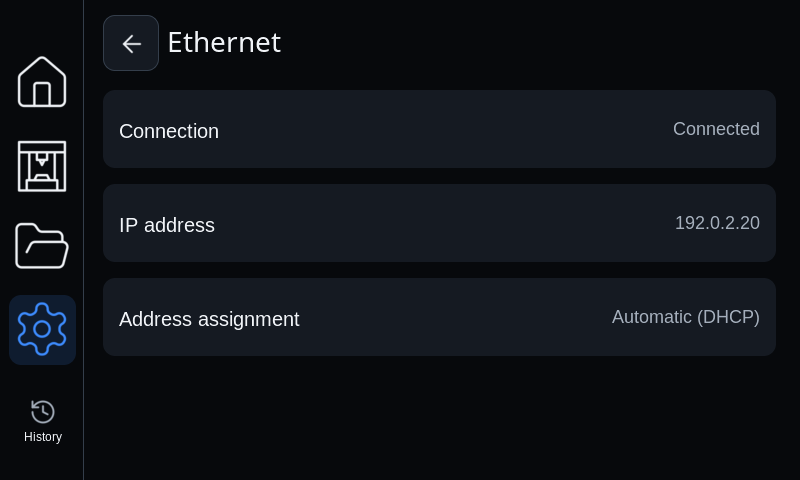 Ethernet
Connection
Connected
IP address
192.0.2.20
Address assignment
Automatic (DHCP)
History